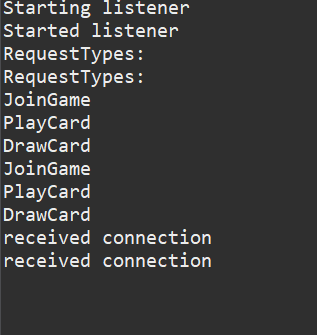 Starting listener
Started listener
RequestTypes:
RequestTypes:
JoinGame
PlayCard
DrawCard
JoinGame
PlayCard
DrawCard
received connection
received connection